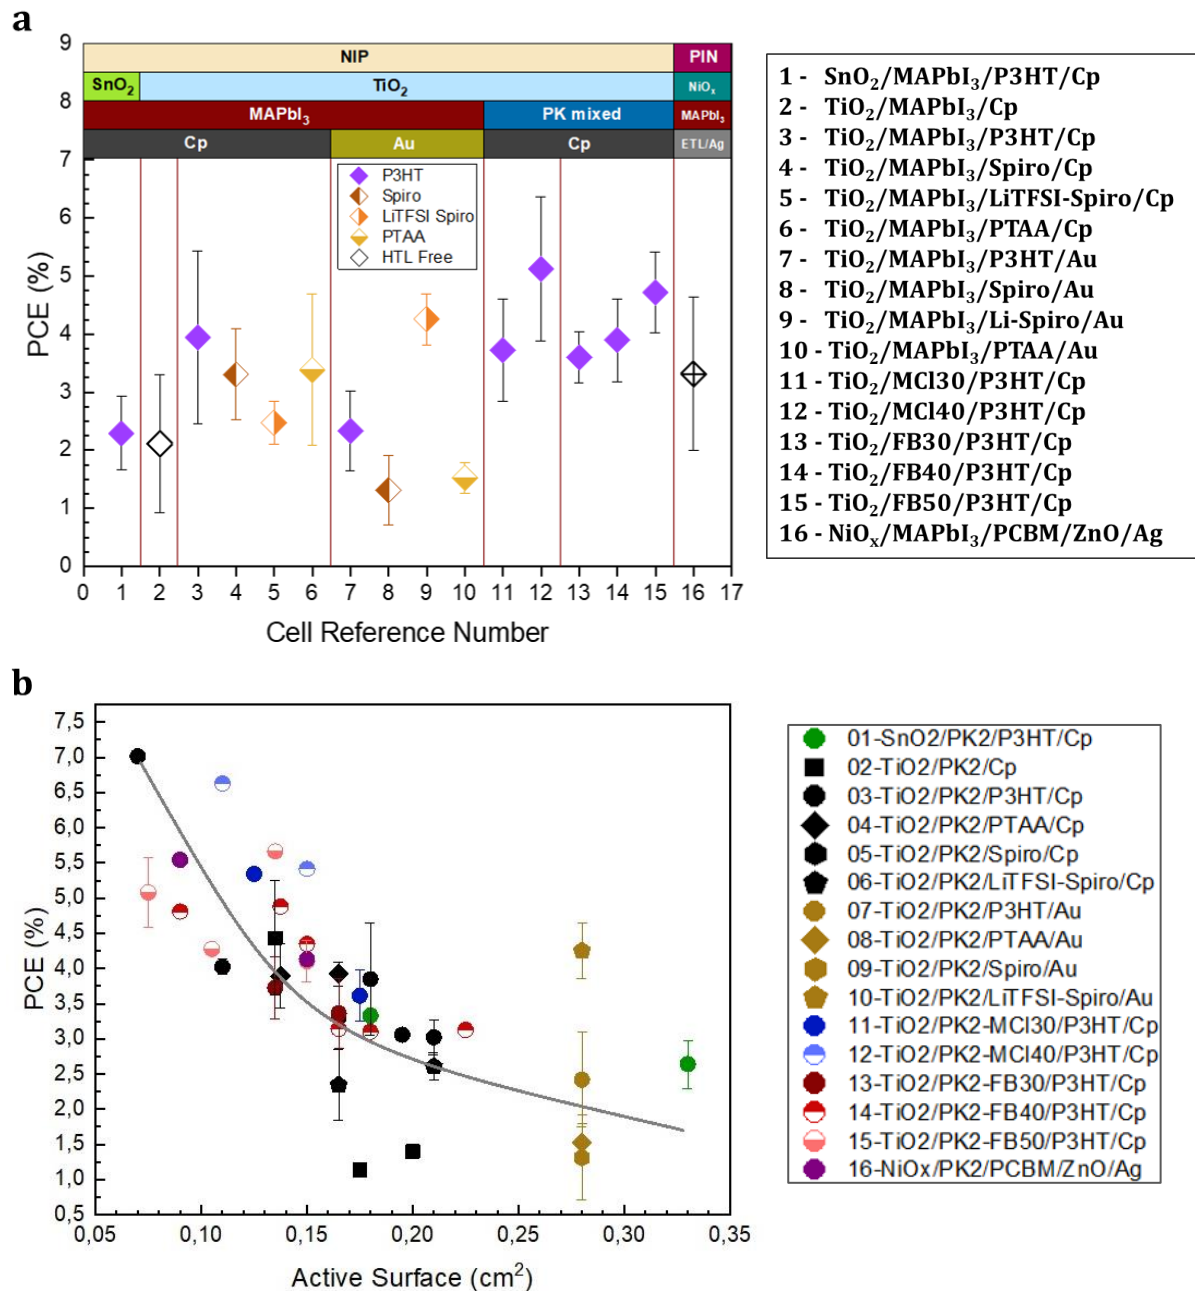 a
9
8
7
6
5
4
3
2
1
0
PCE (%)
NIP
PIN
SnO₂
TiO₂
NiOₓ
MAPbI₃
PK mixed
MAPbI₃
Cp
Au
Cp
ETL/Ag
P3HT
Spiro
LiTFSI Spiro
PTAA
HTL Free
0 1 2 3 4 5 6 7 8 9 10 11 12 13 14 15 16 17
Cell Reference Number
1 - SnO₂/MAPbI₃/P3HT/Cp
2 - TiO₂/MAPbI₃/Cp
3 - TiO₂/MAPbI₃/P3HT/Cp
4 - TiO₂/MAPbI₃/Spiro/Cp
5 - TiO₂/MAPbI₃/LiTFSI-Spiro/Cp
6 - TiO₂/MAPbI₃/PTAA/Cp
7 - TiO₂/MAPbI₃/P3HT/Au
8 - TiO₂/MAPbI₃/Spiro/Au
9 - TiO₂/MAPbI₃/Li-Spiro/Au
10 - TiO₂/MAPbI₃/PTAA/Au
11 - TiO₂/MCl30/P3HT/Cp
12 - TiO₂/MCl40/P3HT/Cp
13 - TiO₂/FB30/P3HT/Cp
14 - TiO₂/FB40/P3HT/Cp
15 - TiO₂/FB50/P3HT/Cp
16 - NiOₓ/MAPbI₃/PCBM/ZnO/Ag
b
7,5
7,0
6,5
6,0
5,5
5,0
4,5
4,0
3,5
3,0
2,5
2,0
1,5
1,0
0,5
PCE (%)
0,05 0,10 0,15 0,20 0,25 0,30 0,35
Active Surface (cm²)
01-SnO2/PK2/P3HT/Cp
02-TiO2/PK2/Cp
03-TiO2/PK2/P3HT/Cp
04-TiO2/PK2/PTAA/Cp
05-TiO2/PK2/Spiro/Cp
06-TiO2/PK2/LiTFSI-Spiro/Cp
07-TiO2/PK2/P3HT/Au
08-TiO2/PK2/PTAA/Au
09-TiO2/PK2/Spiro/Au
10-TiO2/PK2/LiTFSI-Spiro/Au
11-TiO2/PK2-MCl30/P3HT/Cp
12-TiO2/PK2-MCl40/P3HT/Cp
13-TiO2/PK2-FB30/P3HT/Cp
14-TiO2/PK2-FB40/P3HT/Cp
15-TiO2/PK2-FB50/P3HT/Cp
16-NiOx/PK2/PCBM/ZnO/Ag